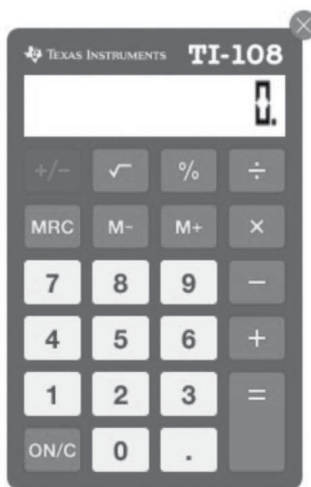 TEXAS INSTRUMENTS TI-108
0.
+/- √ % ÷
MRC M- M+ ×
7 8 9 −
4 5 6 +
1 2 3 =
ON/C 0 .